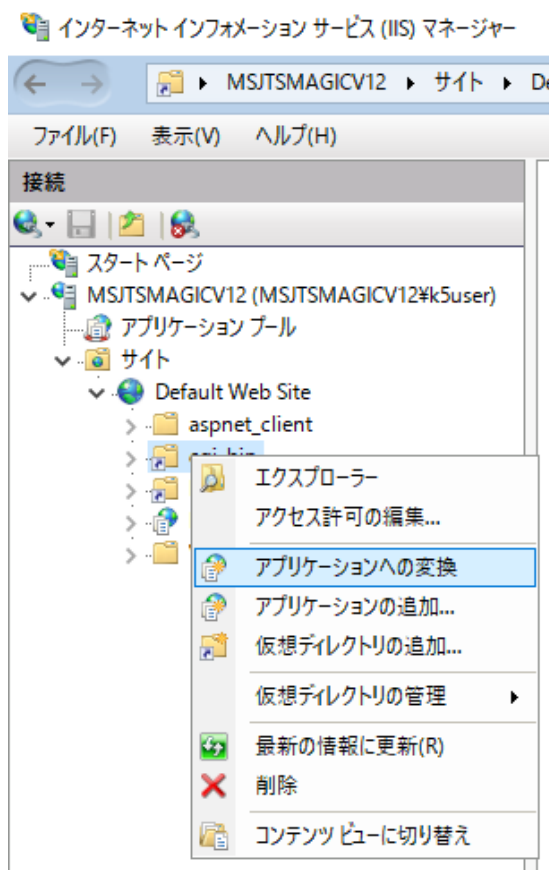 インターネット インフォメーション サービス (IIS) マネージャー
MSJTSMAGICV12 サイト
ファイル(F) 表示(V) ヘルプ(H)
接続
スタート ページ
MSJTSMAGICV12 (MSJTSMAGICV12¥k5user)
アプリケーション プール
サイト
Default Web Site
aspnet_client
エクスプローラー
アクセス許可の編集...
アプリケーションへの変換
アプリケーションの追加...
仮想ディレクトリの追加...
仮想ディレクトリの管理
最新の情報に更新(R)
削除
コンテンツ ビューに切り替え